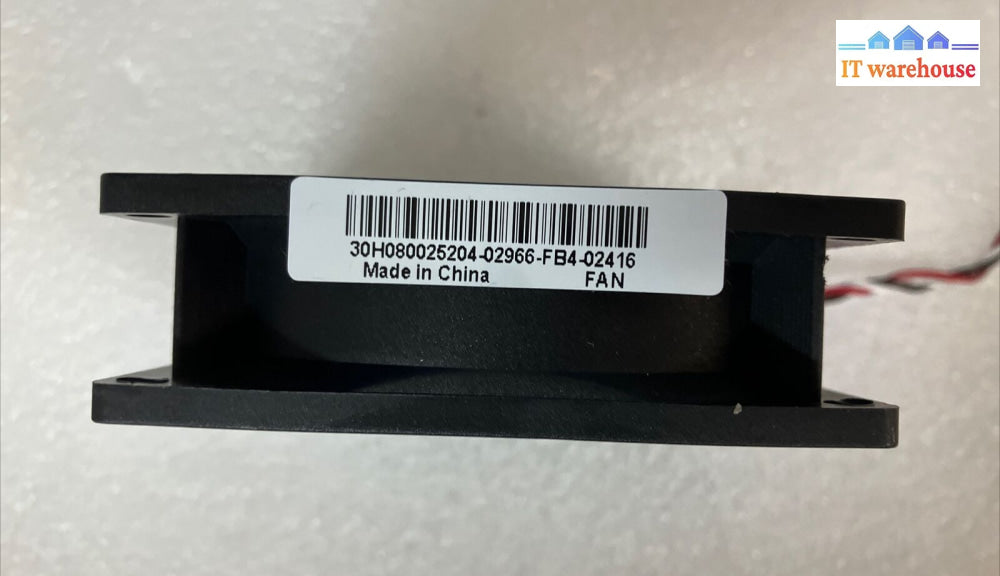 IT warehouse
30H080025204-02966-FB4-02416
Made in China FAN